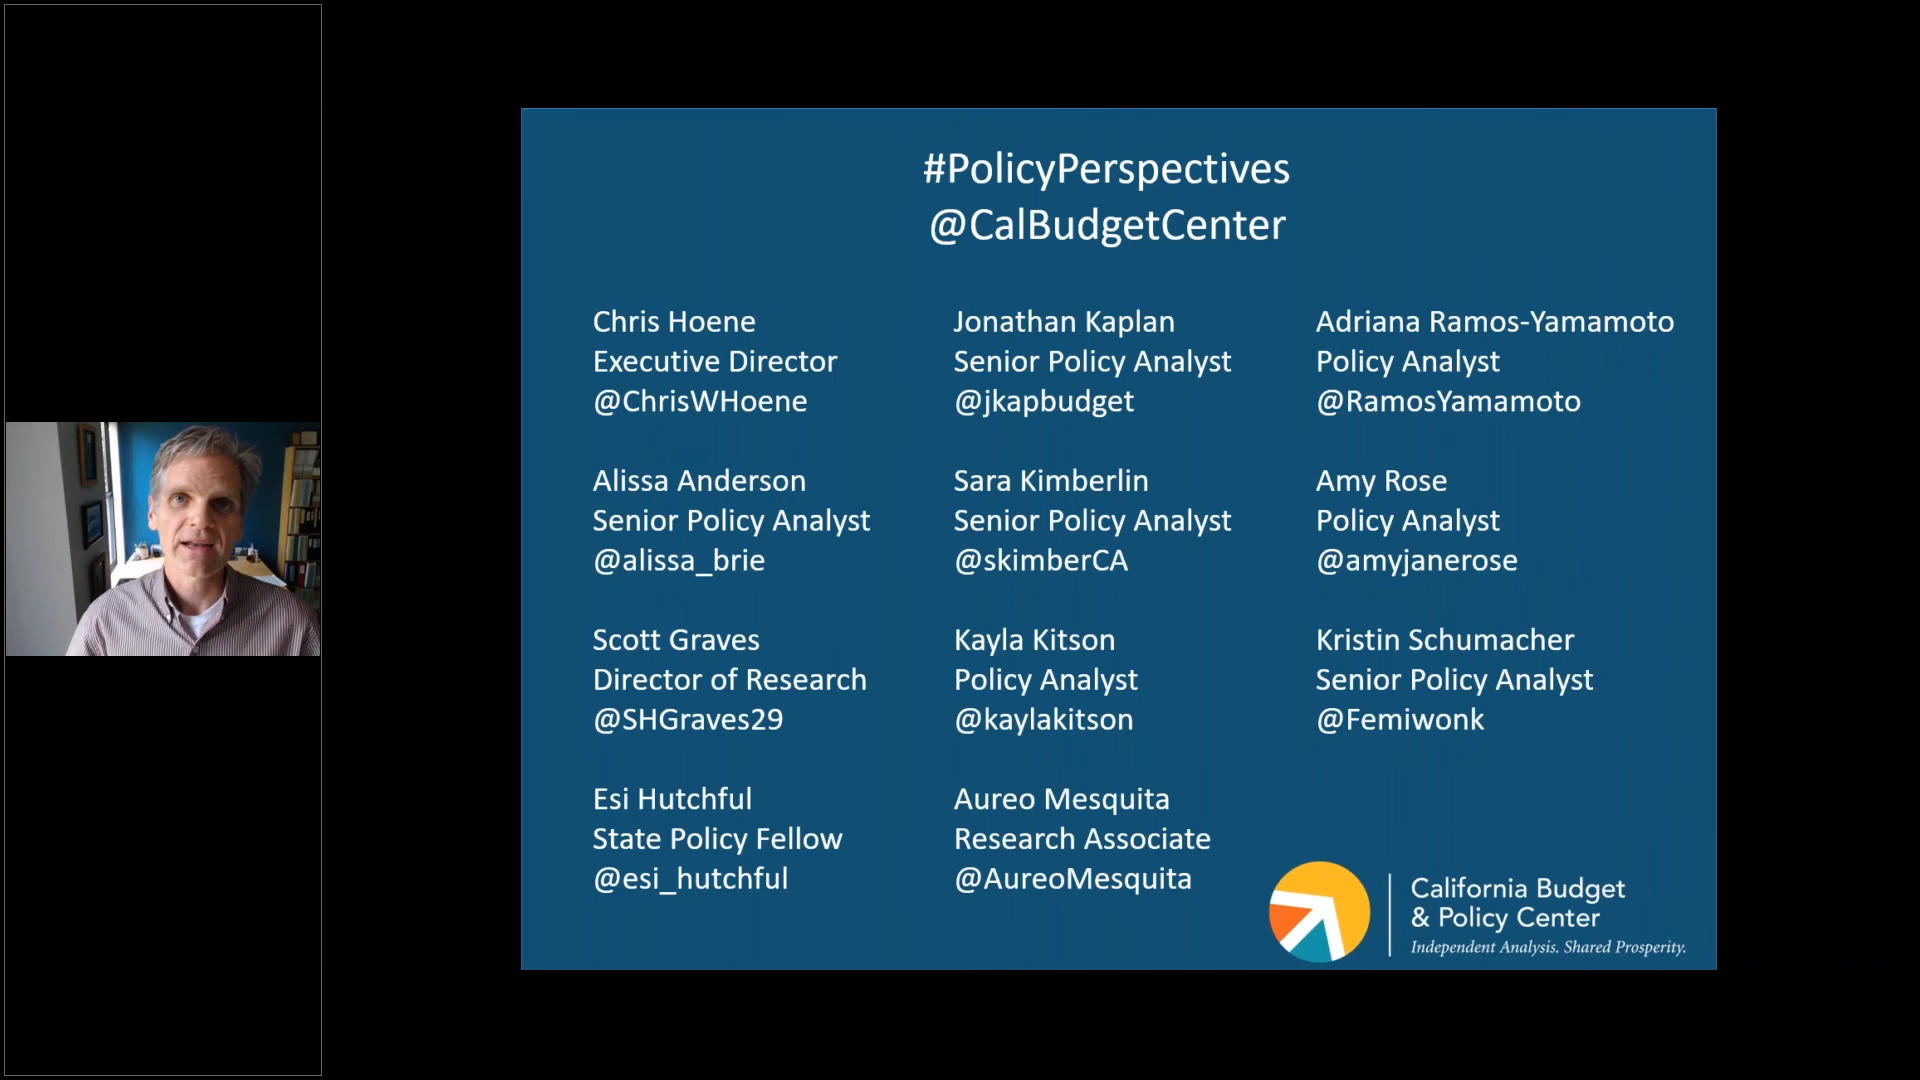 #PolicyPerspectives
@CalBudgetCenter
Chris Hoene
Executive Director
@ChrisWHoene
Alissa Anderson
Senior Policy Analyst
@alissa_brie
Scott Graves
Director of Research
@SHGraves29
Esi Hutchful
State Policy Fellow
@esi_hutchful
Jonathan Kaplan
Senior Policy Analyst
@jkapbudget
Sara Kimberlin
Senior Policy Analyst
@skimberCA
Kayla Kitson
Policy Analyst
@kaylakitson
Aureo Mesquita
Research Associate
@AureoMesquita
Adriana Ramos-Yamamoto
Policy Analyst
@RamosYamamoto
Amy Rose
Policy Analyst
@amyjanerose
Kristin Schumacher
Senior Policy Analyst
@Femiwonk
California Budget
& Policy Center
Independent Analysis. Shared Prosperity.